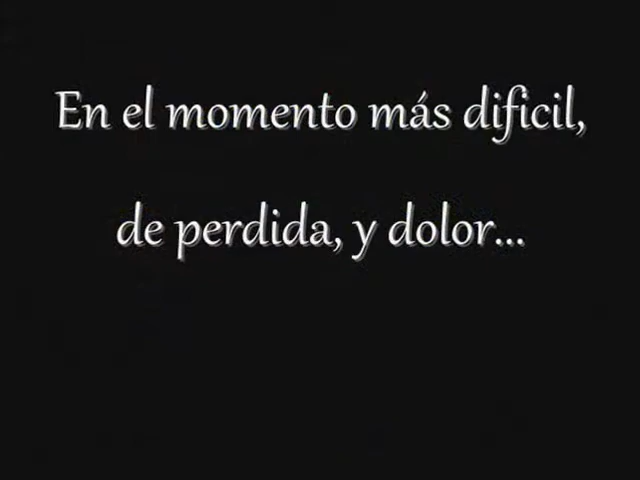 En el momento más dificil,
de perdida, y dolor...